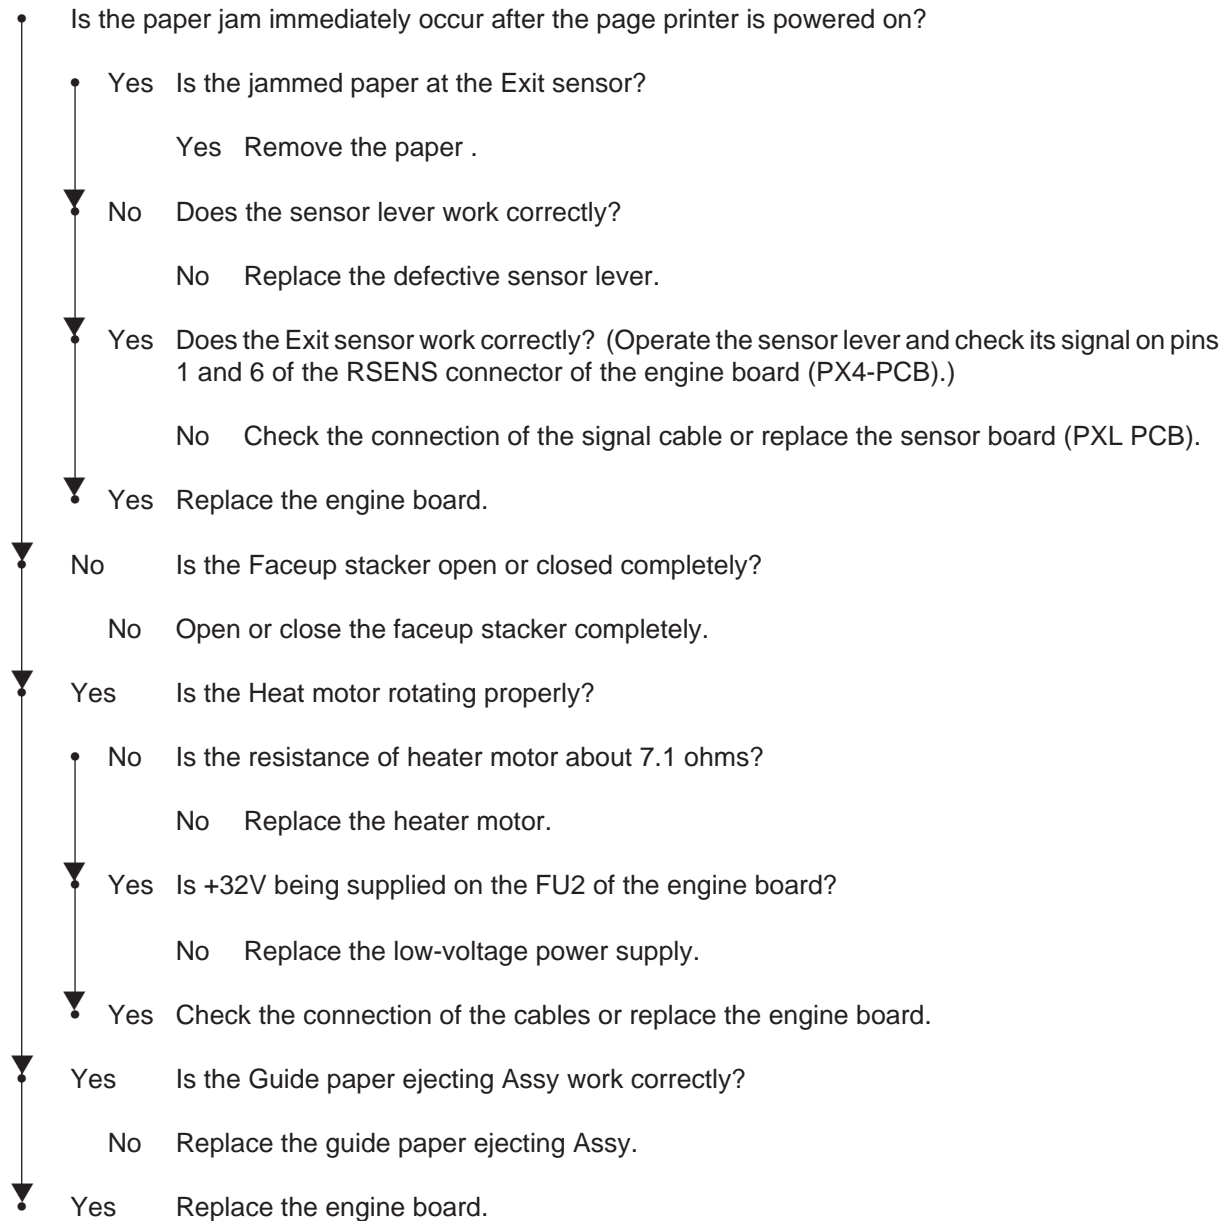 Is the paper jam immediately occur after the page printer is powered on?
Yes Is the jammed paper at the Exit sensor?
Yes Remove the paper .
No Does the sensor lever work correctly?
No Replace the defective sensor lever.
Yes Does the Exit sensor work correctly? (Operate the sensor lever and check its signal on pins
1 and 6 of the RSENS connector of the engine board (PX4-PCB).)
No Check the connection of the signal cable or replace the sensor board (PXL PCB).
Yes Replace the engine board.
No Is the Faceup stacker open or closed completely?
No Open or close the faceup stacker completely.
Yes Is the Heat motor rotating properly?
No Is the resistance of heater motor about 7.1 ohms?
No Replace the heater motor.
Yes Is +32V being supplied on the FU2 of the engine board?
No Replace the low-voltage power supply.
Yes Check the connection of the cables or replace the engine board.
Yes Is the Guide paper ejecting Assy work correctly?
No Replace the guide paper ejecting Assy.
Yes Replace the engine board.